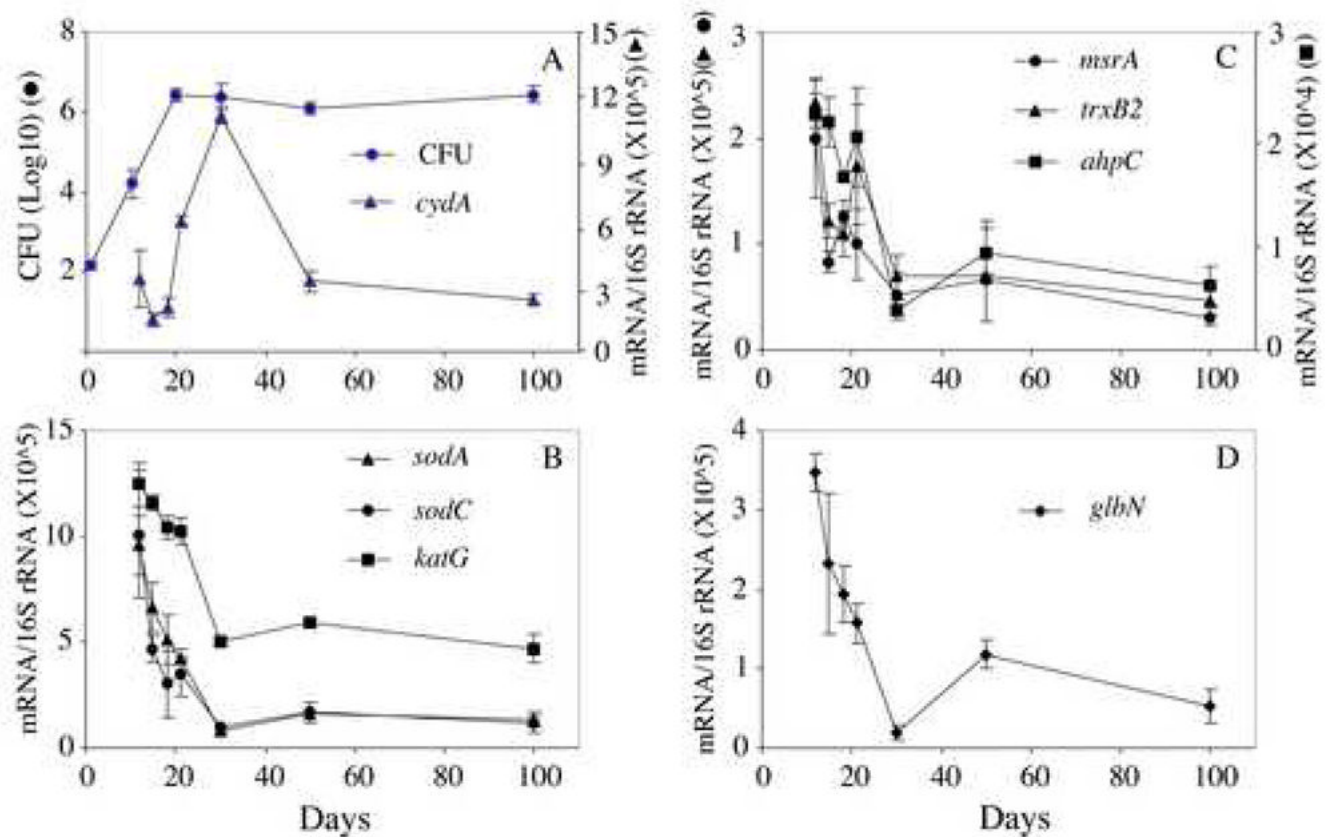 CFU (Log10) (●)
8
6
4
2
0
20
40
60
80
100
15
12
9
6
3
0
mRNA/16S rRNA (X10^5)(▲)
A
CFU
cydA
mRNA/16S rRNA (X10^5)(▲ ●)
3
2
1
0
0
20
40
60
80
100
3
2
1
0
mRNA/16S rRNA (X10^4) (■)
C
msrA
trxB2
ahpC
mRNA/16S rRNA (X10^5)
15
10
5
0
0
20
40
60
80
100
B
sodA
sodC
katG
Days
mRNA/16S rRNA (X10^5)
4
3
2
1
0
0
20
40
60
80
100
D
glbN
Days